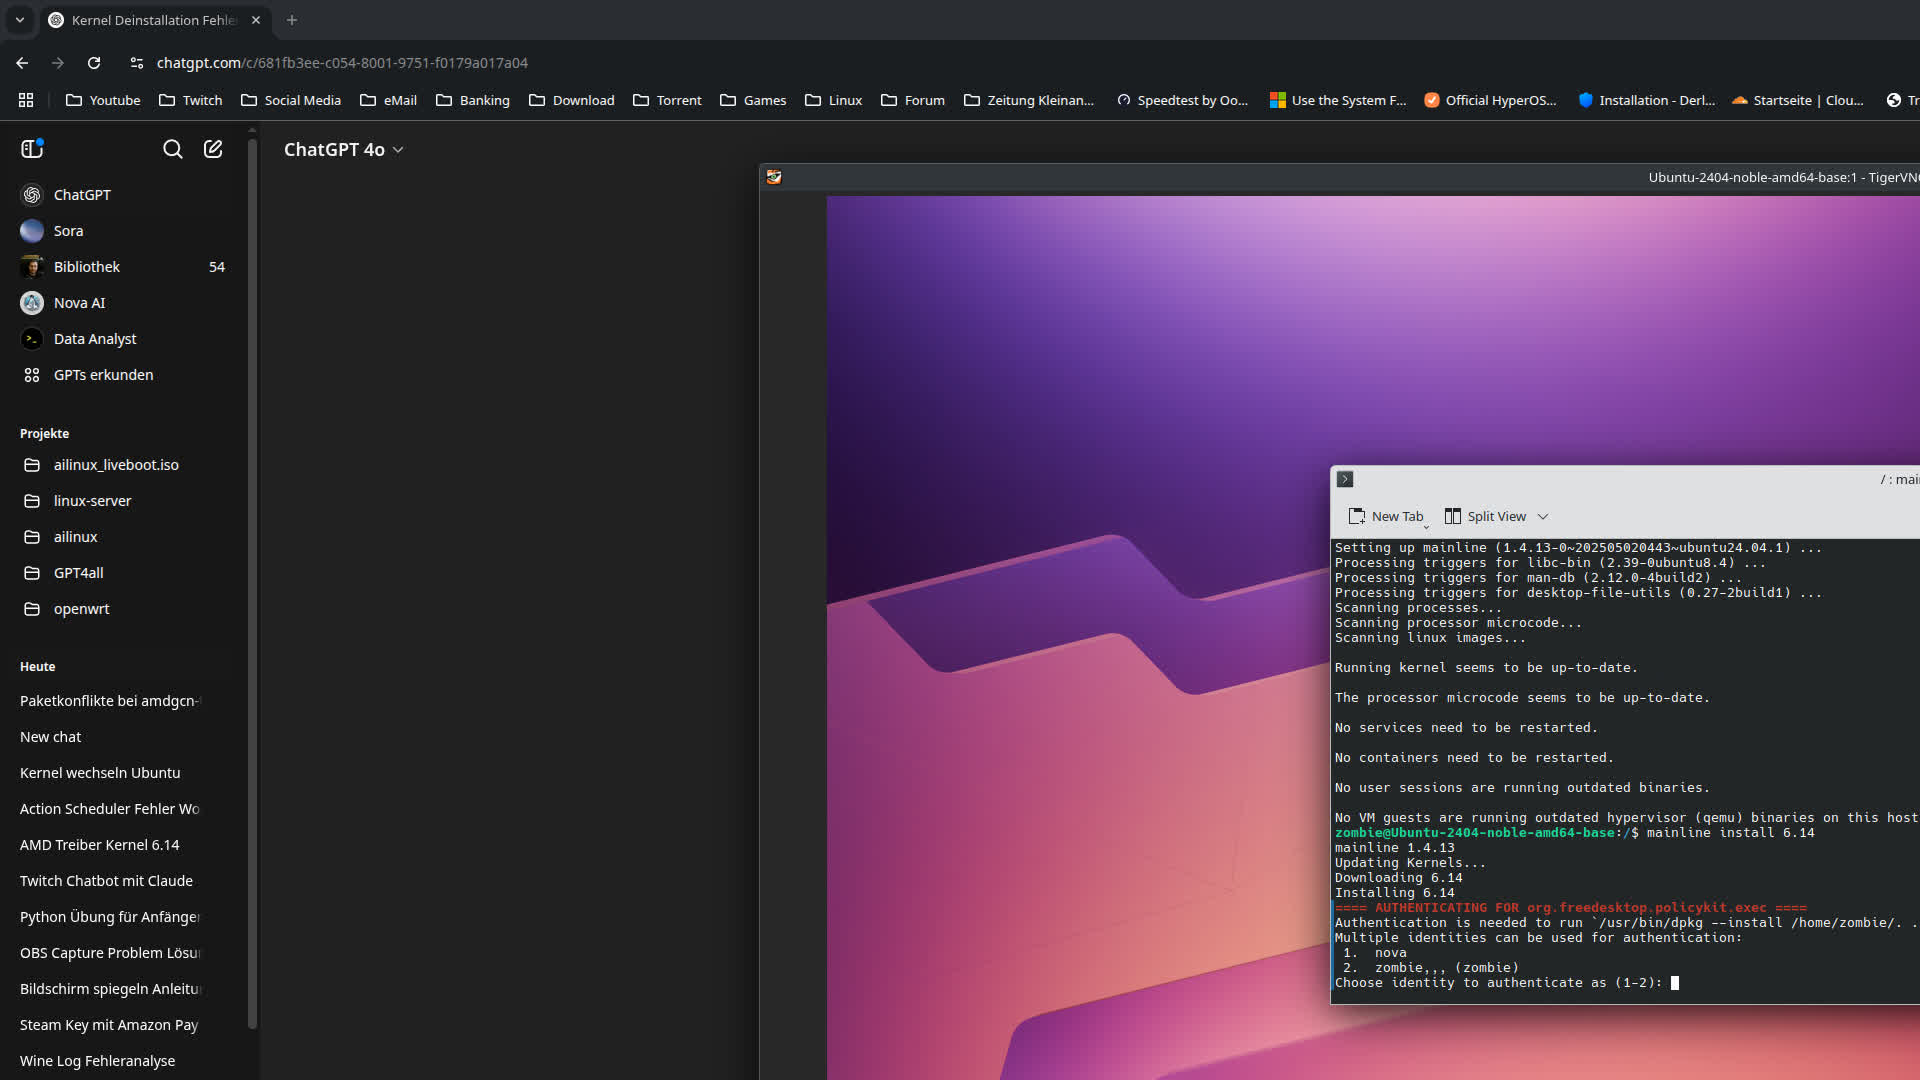 Kernel Deinstallation Fehle
chatgpt.com/c/681fb3ee-c054-8001-9751-f0179a017a04
Youtube Twitch Social Media eMail Banking Download Torrent Games Linux Forum Zeitung Kleinan... Speedtest by Oo... Use the System F... Official HyperOS... Installation - Derl... Startseite | Clou... Tr
ChatGPT 4o
Ubuntu-2404-noble-amd64-base:1 - TigerVNC
ChatGPT
Sora
Bibliothek 54
Nova AI
Data Analyst
GPTs erkunden
Projekte
ailinux_liveboot.iso
linux-server
ailinux
GPT4all
openwrt
Heute
Paketkonflikte bei amdgcn-
New chat
Kernel wechseln Ubuntu
Action Scheduler Fehler Wo
AMD Treiber Kernel 6.14
Twitch Chatbot mit Claude
Python Übung für Anfänger
OBS Capture Problem Lösu
Bildschirm spiegeln Anleitu
Steam Key mit Amazon Pay
Wine Log Fehleranalyse
/ : mai
New Tab Split View
Setting up mainline (1.4.13-0~202505020443~ubuntu24.04.1) ...
Processing triggers for libc-bin (2.39-0ubuntu8.4) ...
Processing triggers for man-db (2.12.0-4build2) ...
Processing triggers for desktop-file-utils (0.27-2build1) ...
Scanning processes...
Scanning processor microcode...
Scanning linux images...
Running kernel seems to be up-to-date.
The processor microcode seems to be up-to-date.
No services need to be restarted.
No containers need to be restarted.
No user sessions are running outdated binaries.
No VM guests are running outdated hypervisor (qemu) binaries on this host
zombie@Ubuntu-2404-noble-amd64-base:/$ mainline install 6.14
mainline 1.4.13
Updating Kernels...
Downloading 6.14
Installing 6.14
==== AUTHENTICATING FOR org.freedesktop.policykit.exec ====
Authentication is needed to run `/usr/bin/dpkg --install /home/zombie/. .
Multiple identities can be used for authentication:
1. nova
2. zombie,,, (zombie)
Choose identity to authenticate as (1-2):